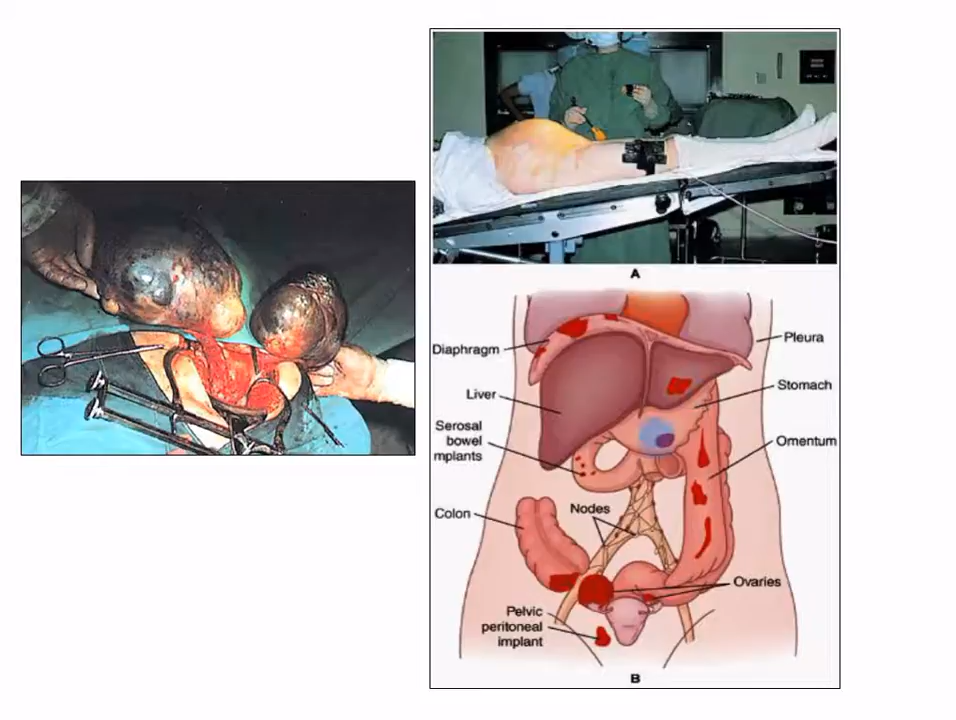 A
Diaphragm
Pleura
Liver
Stomach
Serosal
bowel
mplants
Omentum
Colon
Nodes
Ovaries
Pelvic
peritoneal
implant
B